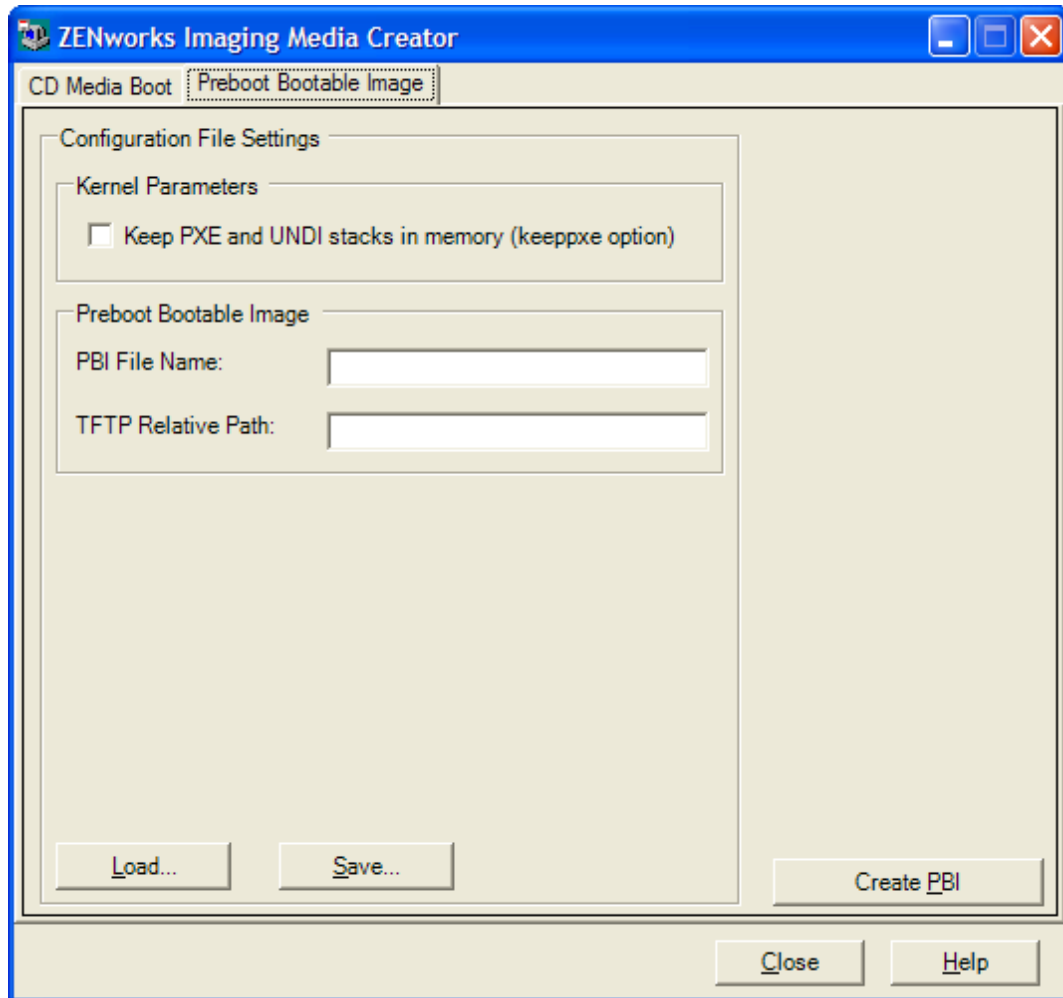 ZENworks Imaging Media Creator
CD Media Boot
Preboot Bootable Image
Configuration File Settings
Kernel Parameters
Keep PXE and UNDI stacks in memory (keeppxe option)
Preboot Bootable Image
PBI File Name:
TFTP Relative Path:
Load...
Save...
Create PBI
Close
Help